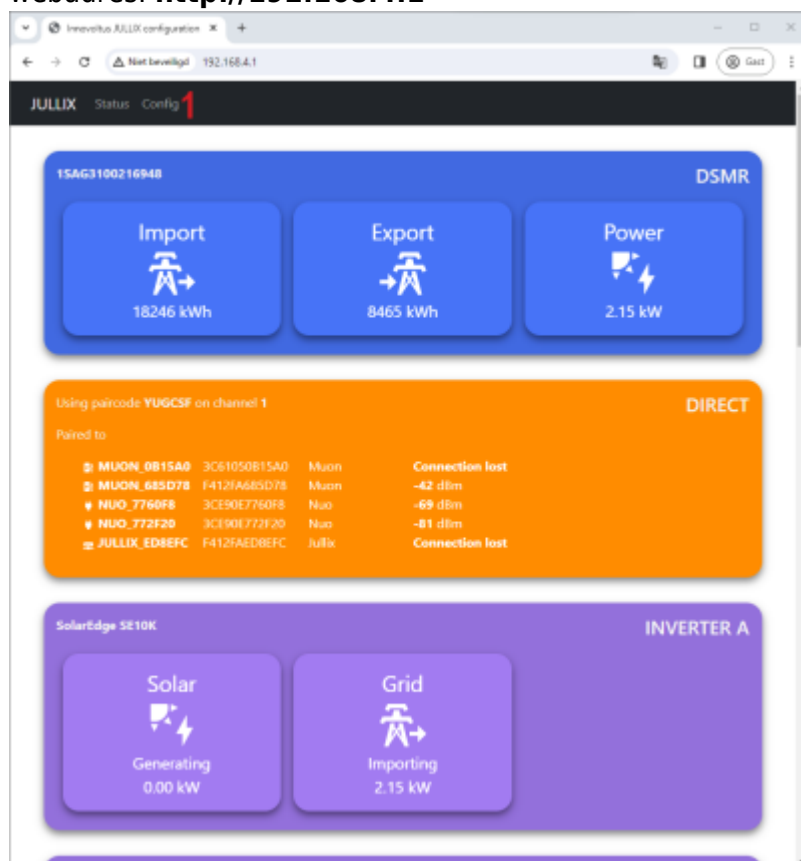 Innovoltus JULLIX configuration
Niet beveiligd 192.168.4.1 Gast
JULLIX Status Config 1
1SAG3100216948 DSMR
Import Export Power
18246 kWh 8465 kWh 2.15 kW
Using paircode YUGCSF on channel 1 DIRECT
Paired to
MUON_0B15A0 3C61050B15A0 Muon Connection lost
MUON_685D78 F412FA685D78 Muon -42 dBm
NUO_7760F8 3CE90E7760F8 Nuo -69 dBm
NUO_772F20 3CE90E772F20 Nuo -81 dBm
JULLIX_ED8EFC F412FAED8EFC Jullix Connection lost
SolarEdge SE10K INVERTER A
Solar Grid
Generating Importing
0.00 kW 2.15 kW